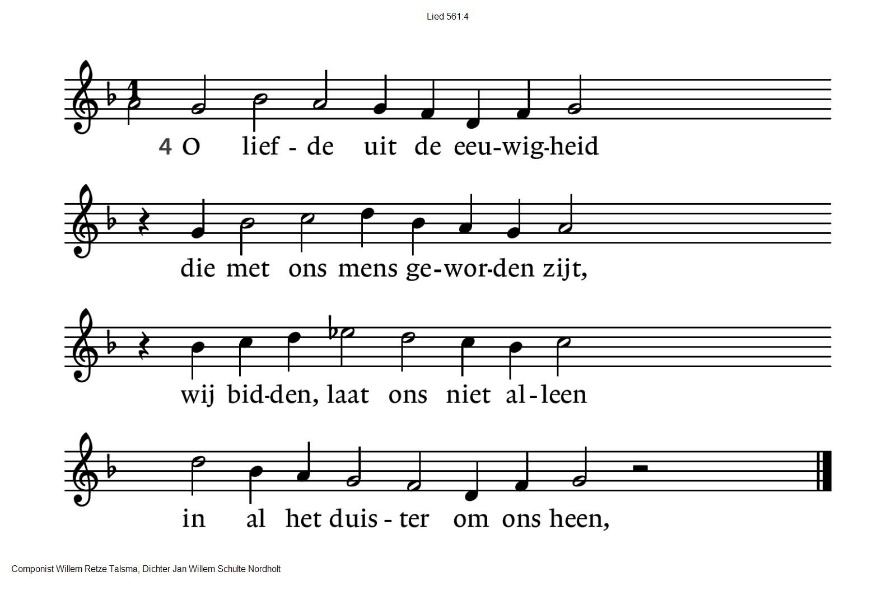 Lied 561:4
1
4 O lief - de uit de eeu-wig-heid
die met ons mens ge-wor-den zijt,
wij bid-den, laat ons niet al-leen
in al het duis - ter om ons heen,
Componist Willem Retze Talsma, Dichter Jan Willem Schulte Nordholt